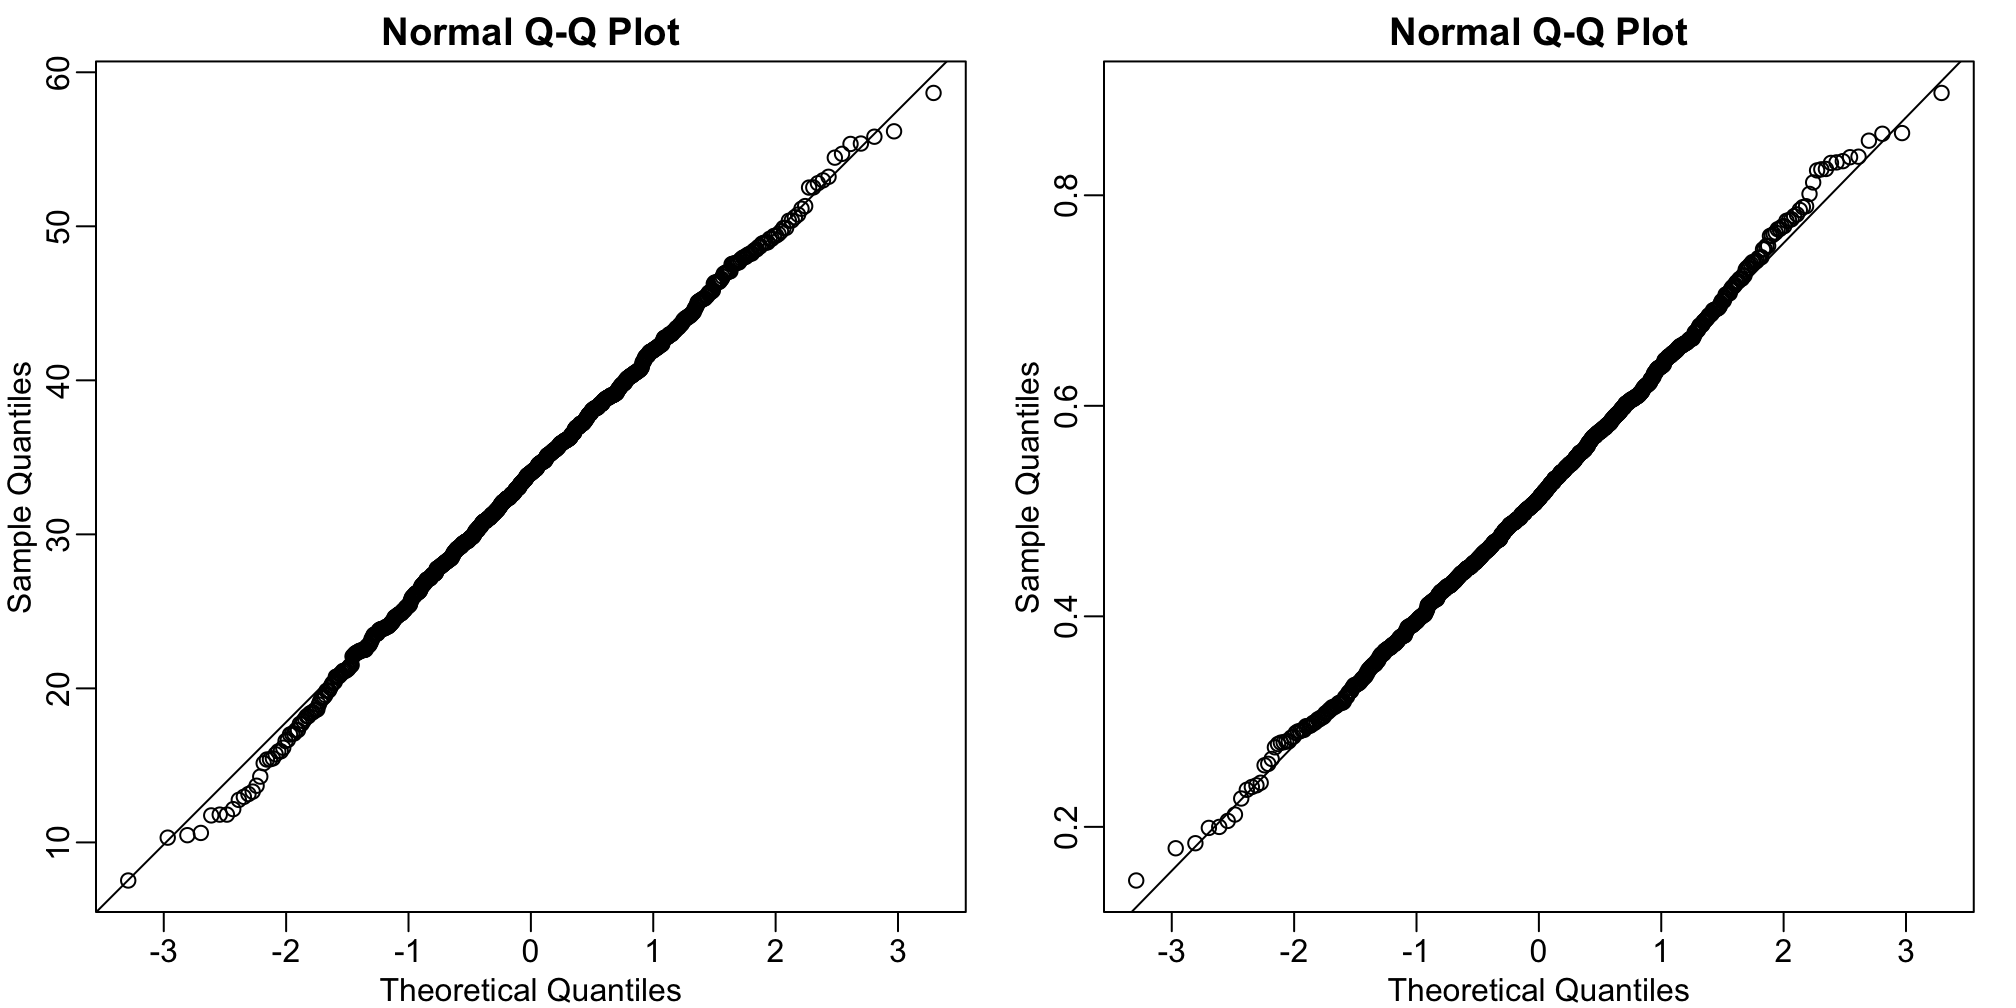 Normal Q-Q Plot
Sample Quantiles
60
50
40
30
20
10
-3 -2 -1 0 1 2 3
Theoretical Quantiles
Normal Q-Q Plot
Sample Quantiles
0.8
0.6
0.4
0.2
-3 -2 -1 0 1 2 3
Theoretical Quantiles